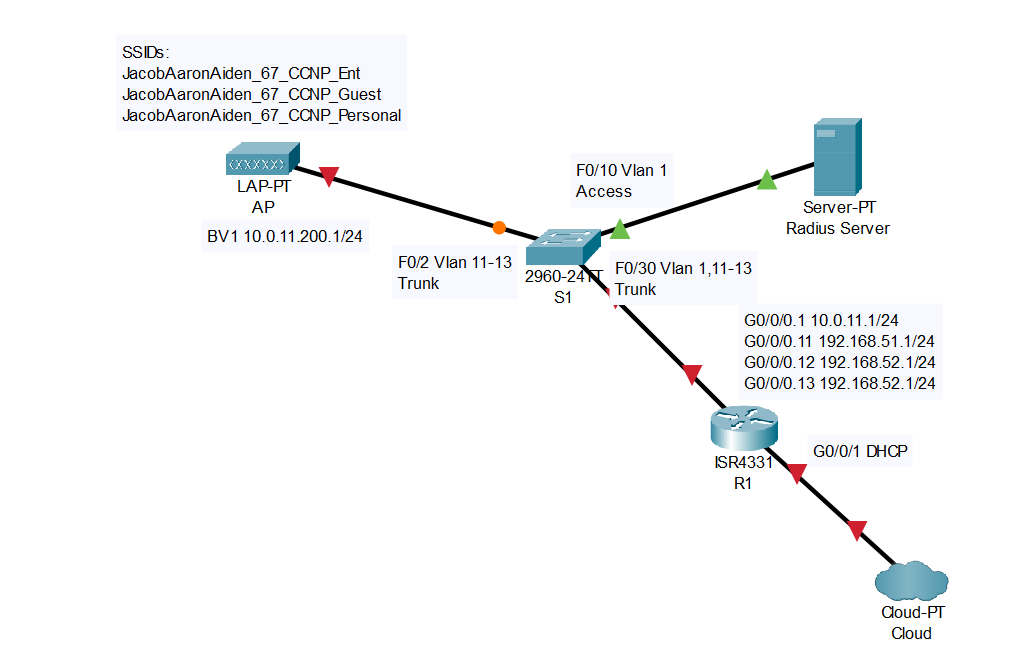 SSIDs:
JacobAaronAiden_67_CCNP_Ent
JacobAaronAiden_67_CCNP_Guest
JacobAaronAiden_67_CCNP_Personal
LAP-PT
AP
BV1 10.0.11.200.1/24
F0/10 Vlan 1
Access
Server-PT
Radius Server
F0/2 Vlan 11-13
Trunk
2960-24TT
S1
F0/30 Vlan 1,11-13
Trunk
G0/0/0.1 10.0.11.1/24
G0/0/0.11 192.168.51.1/24
G0/0/0.12 192.168.52.1/24
G0/0/0.13 192.168.52.1/24
ISR4331
R1
G0/0/1 DHCP
Cloud-PT
Cloud